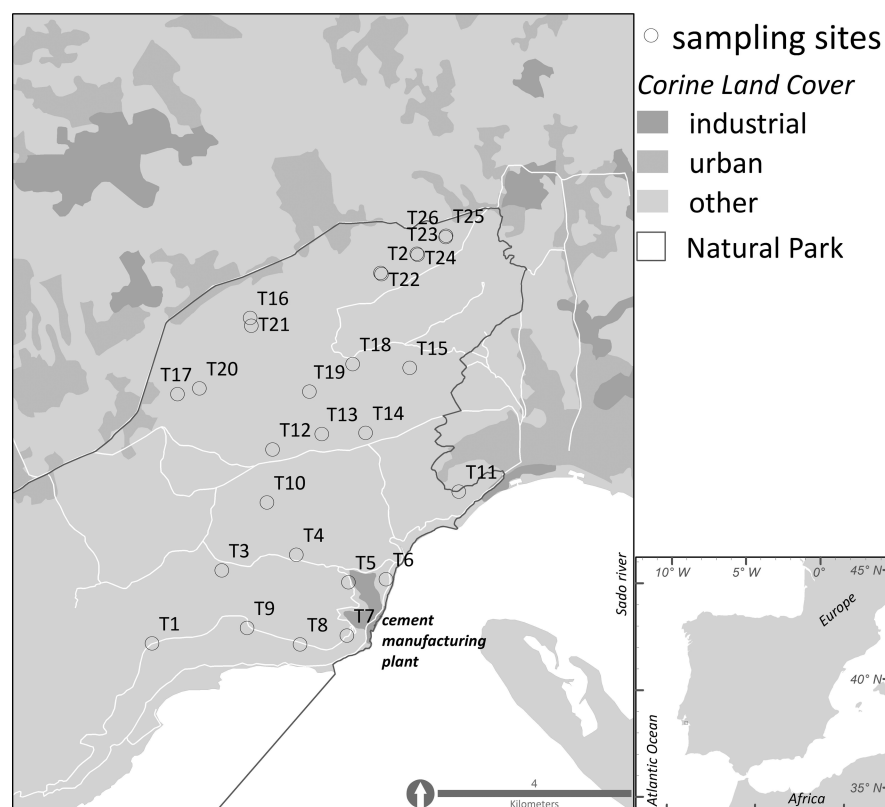 sampling sites
Corine Land Cover
industrial
urban
other
Natural Park
T26 T25
T23
T2 T24
T22
T16
T21
T18 T15
T17 T20 T19
T12 T13 T14
T10 T11
T3 T4 T5 T6
T1 T9 T8 T7
cement
manufacturing
plant
Sado river
4
Kilometers
10° W 5° W 0° 45° N
Europe
40° N
Atlantic Ocean
35° N
Africa